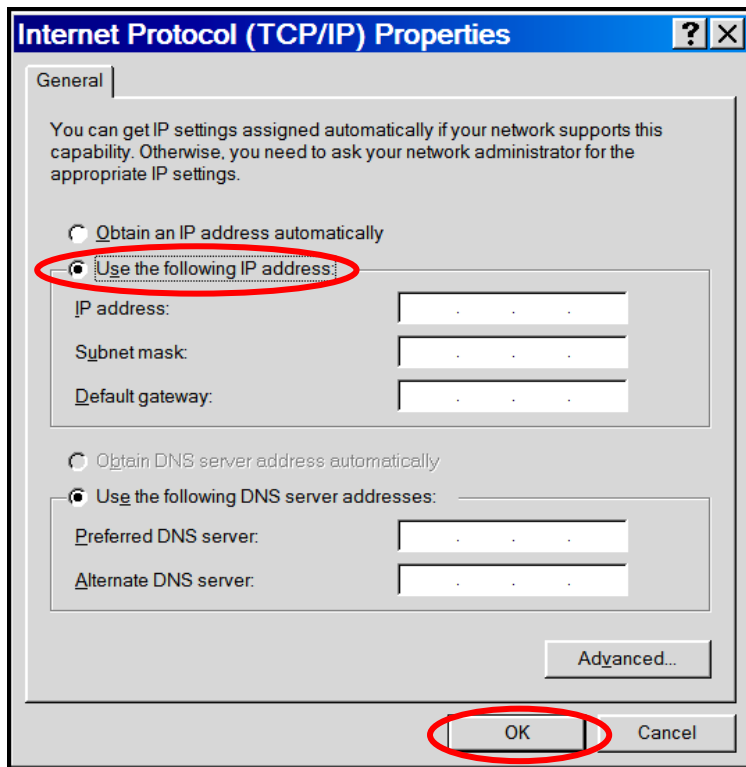 Internet Protocol (TCP/IP) Properties
General
You can get IP settings assigned automatically if your network supports this
capability. Otherwise, you need to ask your network administrator for the
appropriate IP settings.
Obtain an IP address automatically
Use the following IP address:
IP address: . . .
Subnet mask: . . .
Default gateway: . . .
Obtain DNS server address automatically
Use the following DNS server addresses:
Preferred DNS server: . . .
Alternate DNS server: . . .
Advanced...
OK Cancel